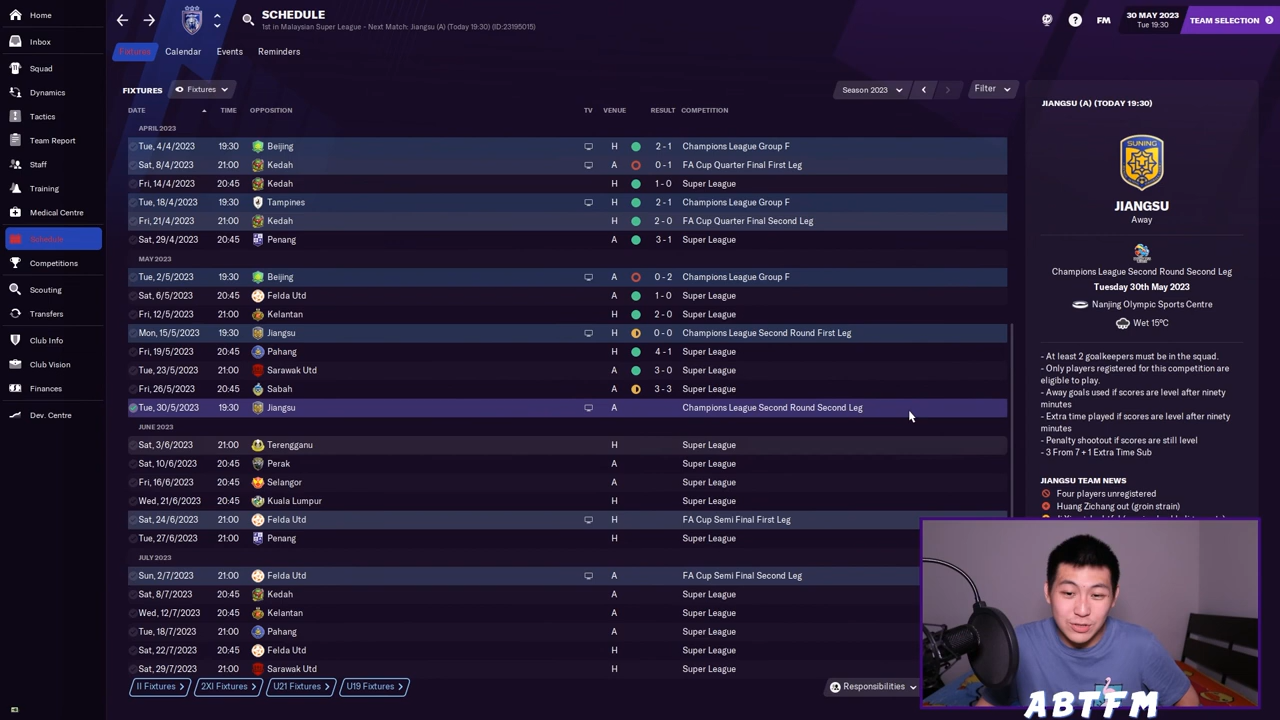 Home
Inbox
Squad
Dynamics
Tactics
Team Report
Staff
Training
Medical Centre
Schedule
Competitions
Scouting
Transfers
Club Info
Club Vision
Finances
Dev. Centre
SCHEDULE
1st in Malaysian Super League - Next Match: Jiangsu (A) (Today 19:30) (ID:23195015)
FM
30 MAY 2023
Tue 19:30
TEAM SELECTION
Fixtures Calendar Events Reminders
FIXTURES Fixtures Season 2023 Filter
DATE TIME OPPOSITION TV VENUE RESULT COMPETITION
APRIL 2023
Tue, 4/4/2023 19:30 Beijing H 2 - 1 Champions League Group F
Sat, 8/4/2023 21:00 Kedah A 0 - 1 FA Cup Quarter Final First Leg
Fri, 14/4/2023 20:45 Kedah H 1 - 0 Super League
Tue, 18/4/2023 19:30 Tampines H 2 - 1 Champions League Group F
Fri, 21/4/2023 21:00 Kedah H 2 - 0 FA Cup Quarter Final Second Leg
Sat, 29/4/2023 20:45 Penang A 3 - 1 Super League
MAY 2023
Tue, 2/5/2023 19:30 Beijing A 0 - 2 Champions League Group F
Sat, 6/5/2023 20:45 Felda Utd A 1 - 0 Super League
Fri, 12/5/2023 20:45 Kelantan H 2 - 0 Super League
Mon, 15/5/2023 19:30 Jiangsu H 0 - 0 Champions League Second Round First Leg
Fri, 19/5/2023 20:45 Pahang H 4 - 1 Super League
Tue, 23/5/2023 21:00 Sarawak Utd A 3 - 0 Super League
Fri, 26/5/2023 20:45 Sabah A 3 - 3 Super League
Tue, 30/5/2023 19:30 Jiangsu A Champions League Second Round Second Leg
JUNE 2023
Sat, 3/6/2023 21:00 Terengganu H Super League
Sat, 10/6/2023 20:45 Perak A Super League
Fri, 16/6/2023 20:45 Selangor A Super League
Wed, 21/6/2023 20:45 Kuala Lumpur H Super League
Sat, 24/6/2023 21:00 Felda Utd H FA Cup Semi Final First Leg
Tue, 27/6/2023 21:00 Penang H Super League
JULY 2023
Sun, 2/7/2023 21:00 Felda Utd A FA Cup Semi Final Second Leg
Sat, 8/7/2023 20:45 Kedah A Super League
Wed, 12/7/2023 20:45 Kelantan A Super League
Tue, 18/7/2023 20:45 Pahang A Super League
Sat, 22/7/2023 20:45 Felda Utd H Super League
Sat, 29/7/2023 21:00 Sarawak Utd H Super League
II Fixtures 2XI Fixtures U21 Fixtures U19 Fixtures Responsibilities
JIANGSU (A) (TODAY 19:30)
SUNING
JIANGSU
Away
Champions League Second Round Second Leg
Tuesday 30th May 2023
Nanjing Olympic Sports Centre
Wet 15ºC
- At least 2 goalkeepers must be in the squad.
- Only players registered for this competition are
eligible to play.
- Away goals used if scores are level after ninety
minutes
- Extra time played if scores are level after ninety
minutes
- Penalty shootout if scores are still level
- 3 From 7 + 1 Extra Time Sub
JIANGSU TEAM NEWS
Four players unregistered
Huang Zichang out (groin strain)
ABTFM